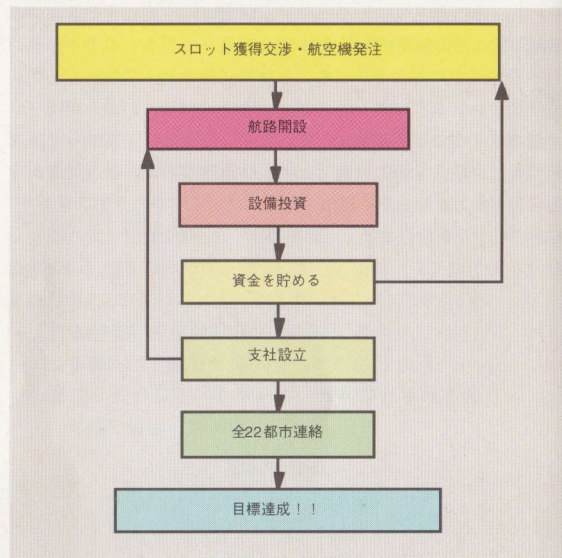 スロット獲得交渉・航空機発注
航路開設
設備投資
資金を貯める
支社設立
全22都市連絡
目標達成！！